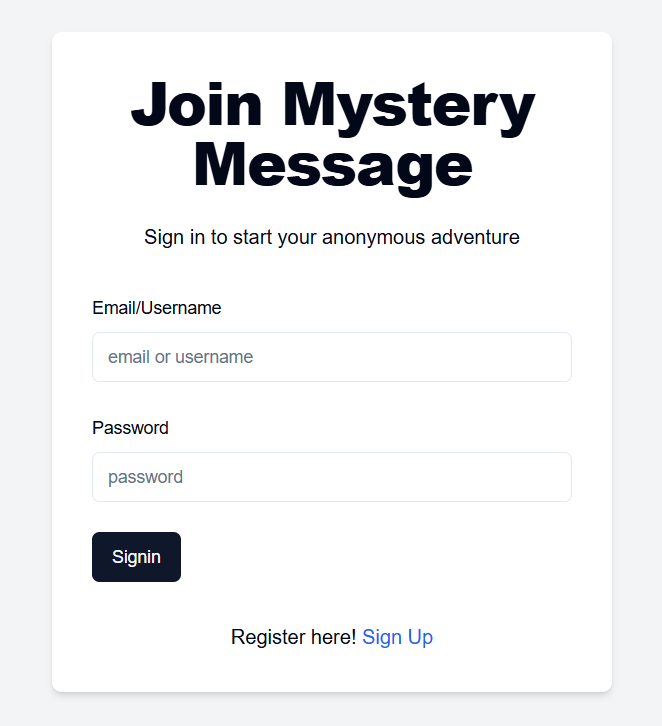 Join Mystery
Message
Sign in to start your anonymous adventure
Email/Username
email or username
Password
password
Signin
Register here! Sign Up